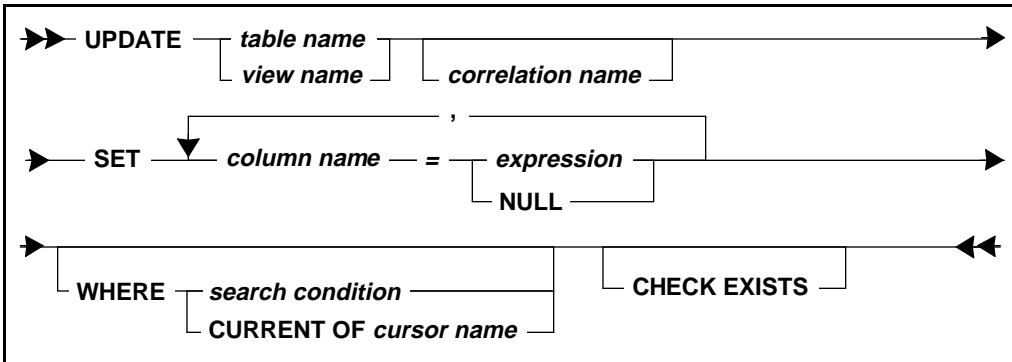 UPDATE table name
view name correlation name
,
SET column name = expression
NULL
WHERE search condition CHECK EXISTS
CURRENT OF cursor name